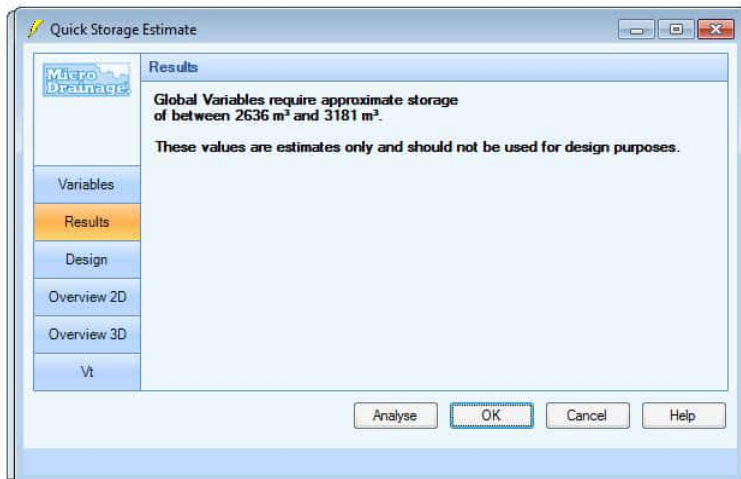 Quick Storage Estimate
Micro
Drainage
Results
Global Variables require approximate storage
of between 2636 m³ and 3181 m³.
These values are estimates only and should not be used for design purposes.
Variables
Results
Design
Overview 2D
Overview 3D
Vt
Analyse
OK
Cancel
Help